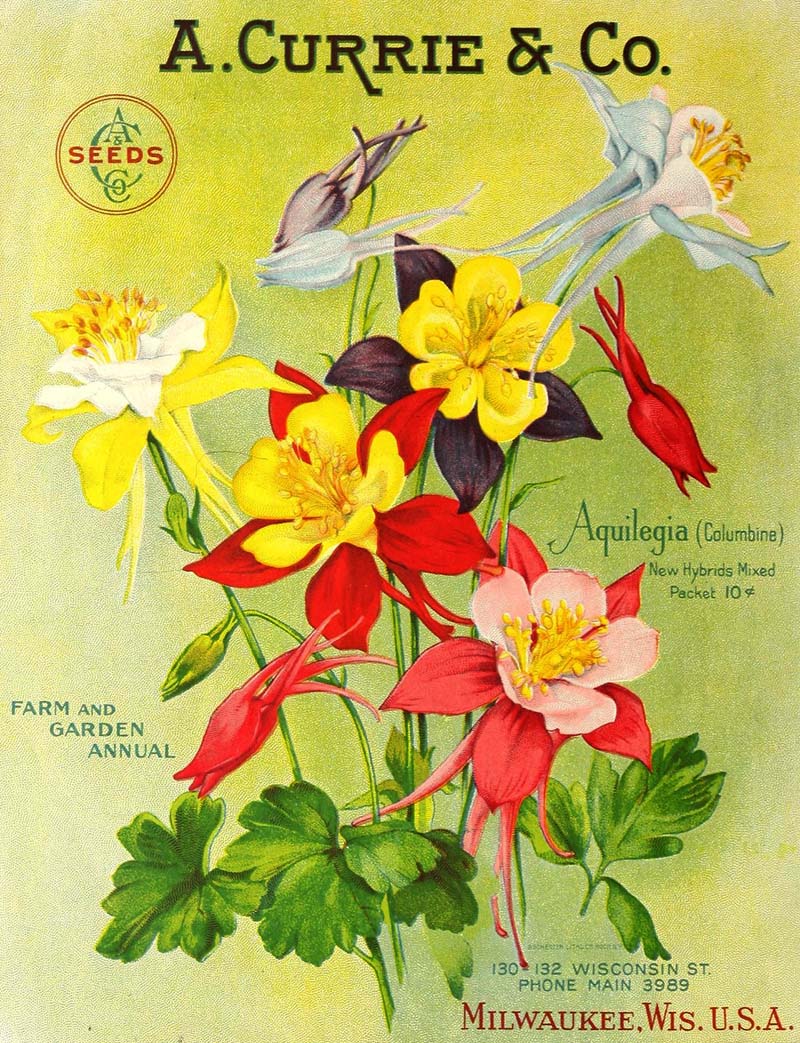 A. CURRIE & CO.
A & Co
SEEDS
Aquilegia (Columbine)
New Hybrids Mixed
Packet 10¢
FARM AND
GARDEN
ANNUAL
130-132 WISCONSIN ST.
PHONE MAIN 3989
MILWAUKEE, WIS. U.S.A.